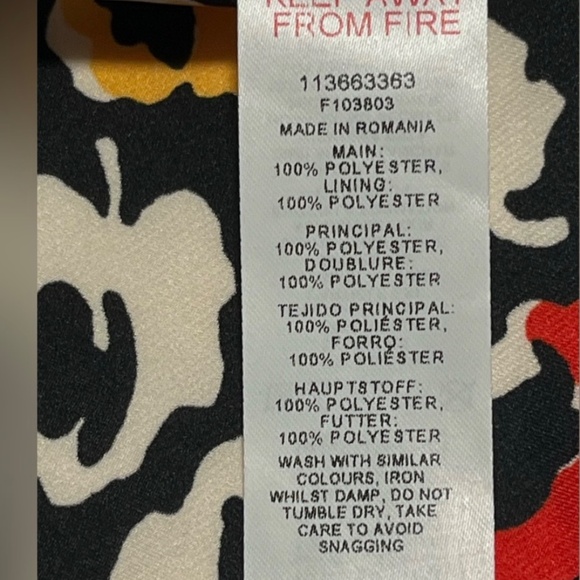 KEEP AWAY
FROM FIRE
113663363
F103803
MADE IN ROMANIA
MAIN:
100% POLYESTER,
LINING:
100% POLYESTER
PRINCIPAL:
100% POLYESTER,
DOUBLURE:
100% POLYESTER
TEJIDO PRINCIPAL:
100% POLIÉSTER,
FORRO:
100% POLIÉSTER
HAUPTSTOFF:
100% POLYESTER,
FUTTER:
100% POLYESTER
WASH WITH SIMILAR
COLOURS, IRON
WHILST DAMP, DO NOT
TUMBLE DRY, TAKE
CARE TO AVOID
SNAGGING